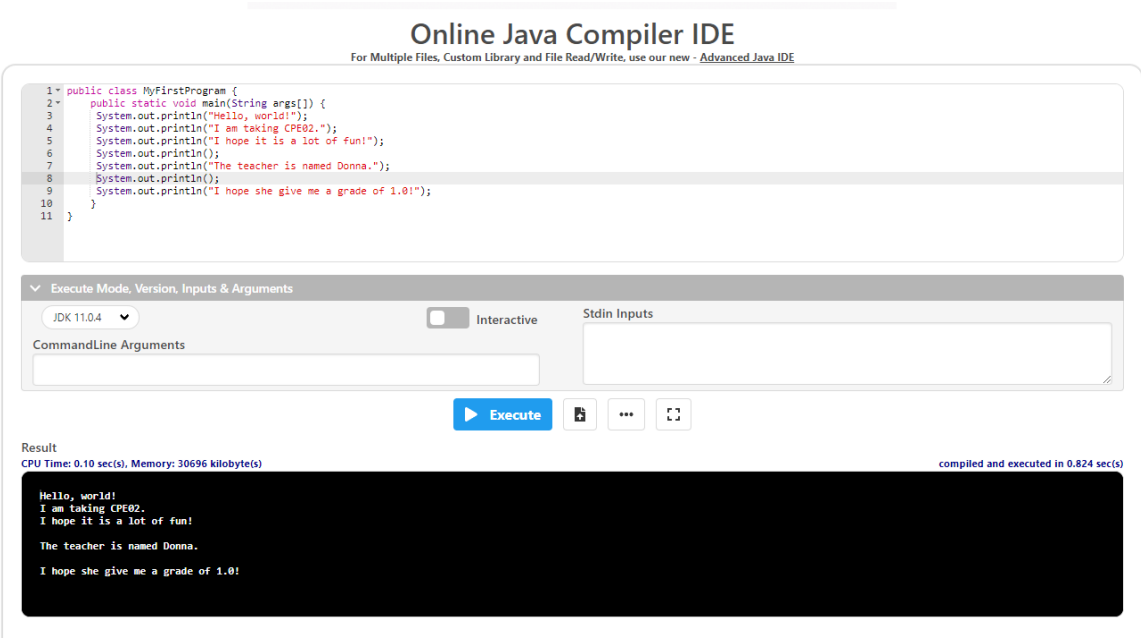 Online Java Compiler IDE
For Multiple Files, Custom Library and File Read/Write, use our new - Advanced Java IDE
1 public class MyFirstProgram {
2     public static void main(String args[]) {
3      System.out.println("Hello, world!");
4      System.out.println("I am taking CPE02.");
5      System.out.println("I hope it is a lot of fun!");
6      System.out.println();
7      System.out.println("The teacher is named Donna.");
8      System.out.println();
9      System.out.println("I hope she give me a grade of 1.0!");
10     }
11 }
Execute Mode, Version, Inputs & Arguments
JDK 11.0.4
Interactive
Stdin Inputs
CommandLine Arguments
Execute
Result
CPU Time: 0.10 sec(s), Memory: 30696 kilobyte(s)
compiled and executed in 0.824 sec(s)
Hello, world!
I am taking CPE02.
I hope it is a lot of fun!
The teacher is named Donna.
I hope she give me a grade of 1.0!